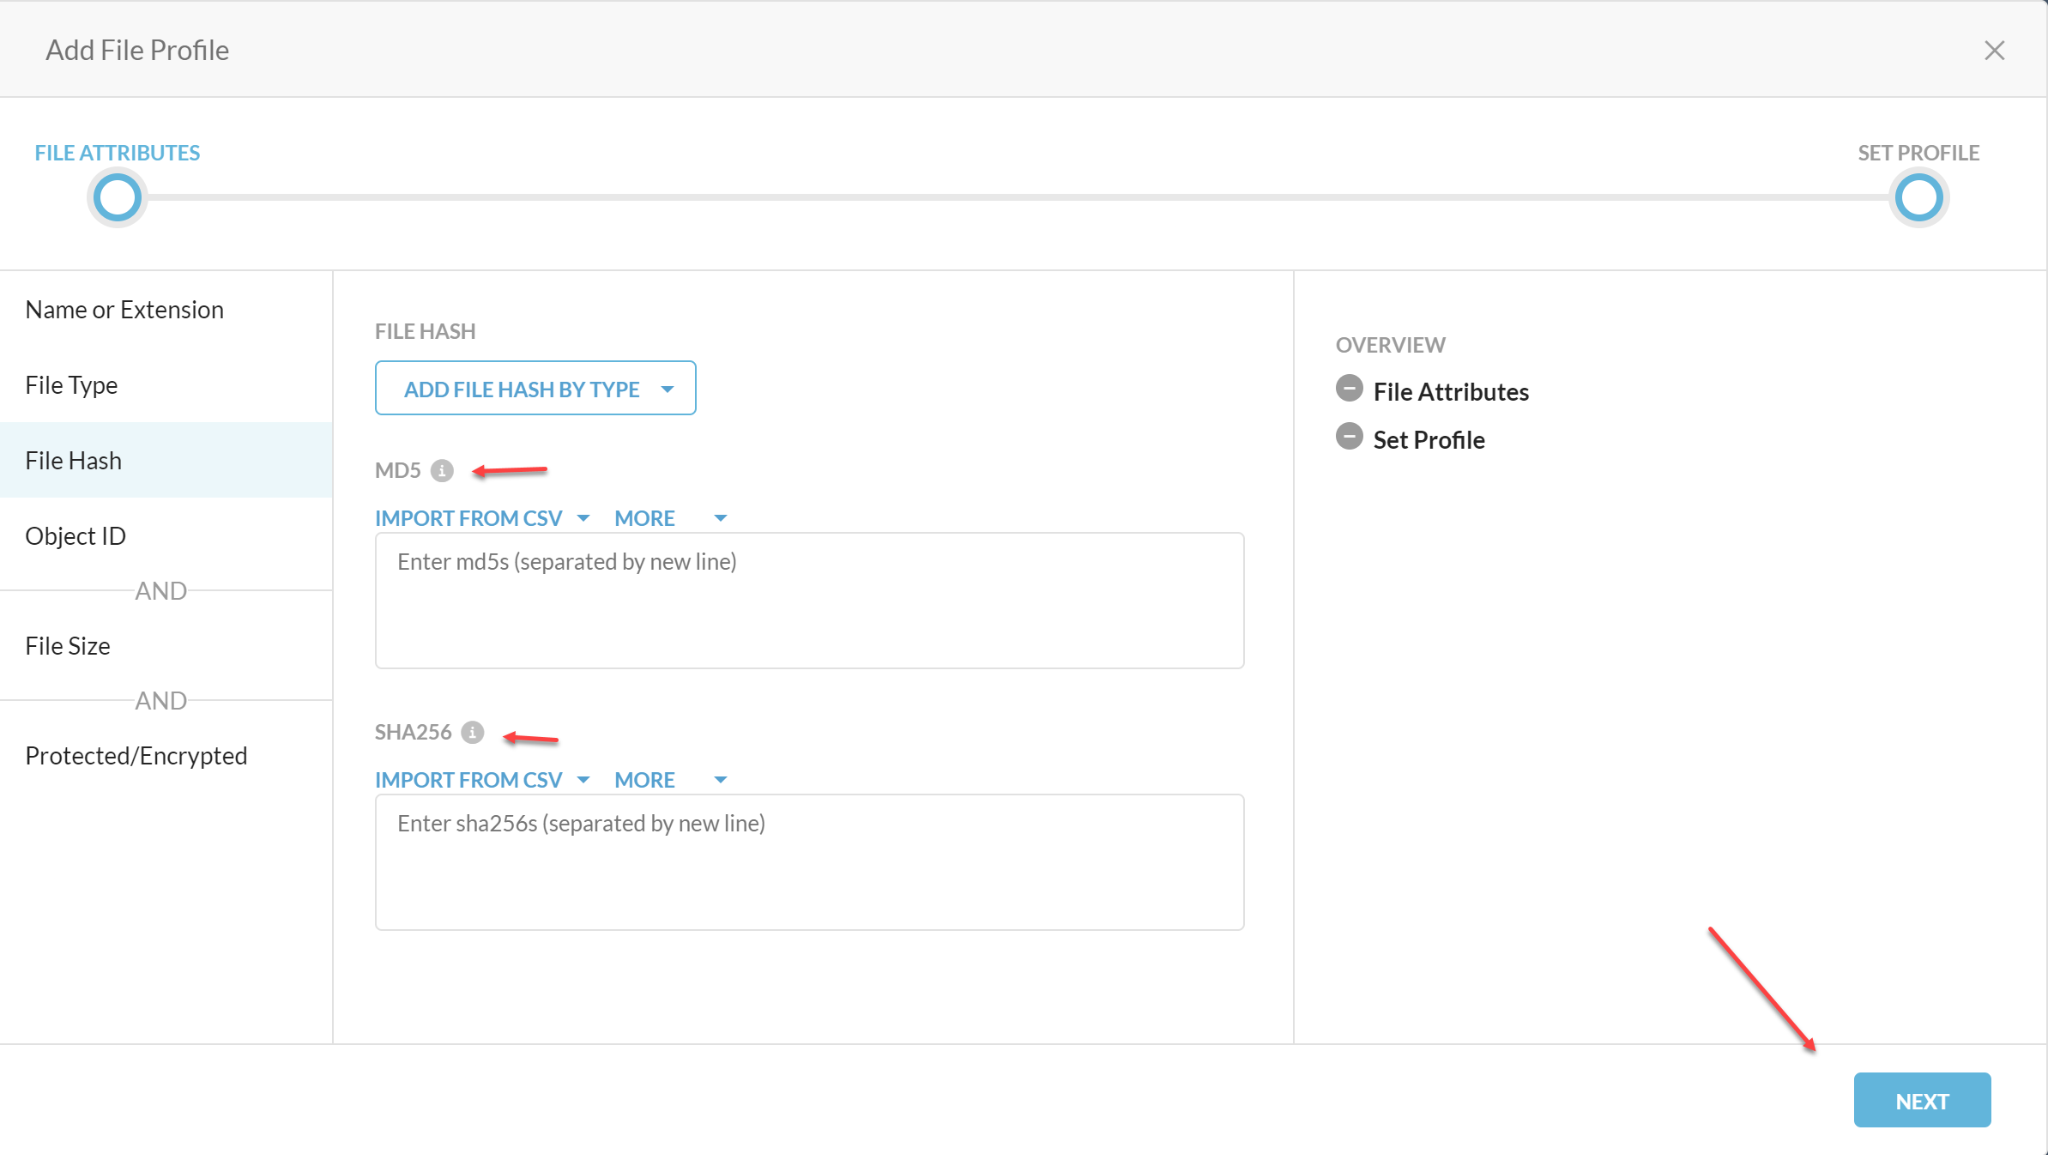 Add File Profile
FILE ATTRIBUTES
SET PROFILE
Name or Extension
File Type
File Hash
Object ID
AND
File Size
AND
Protected/Encrypted
FILE HASH
ADD FILE HASH BY TYPE
MD5
IMPORT FROM CSV MORE
Enter md5s (separated by new line)
SHA256
IMPORT FROM CSV MORE
Enter sha256s (separated by new line)
OVERVIEW
File Attributes
Set Profile
NEXT